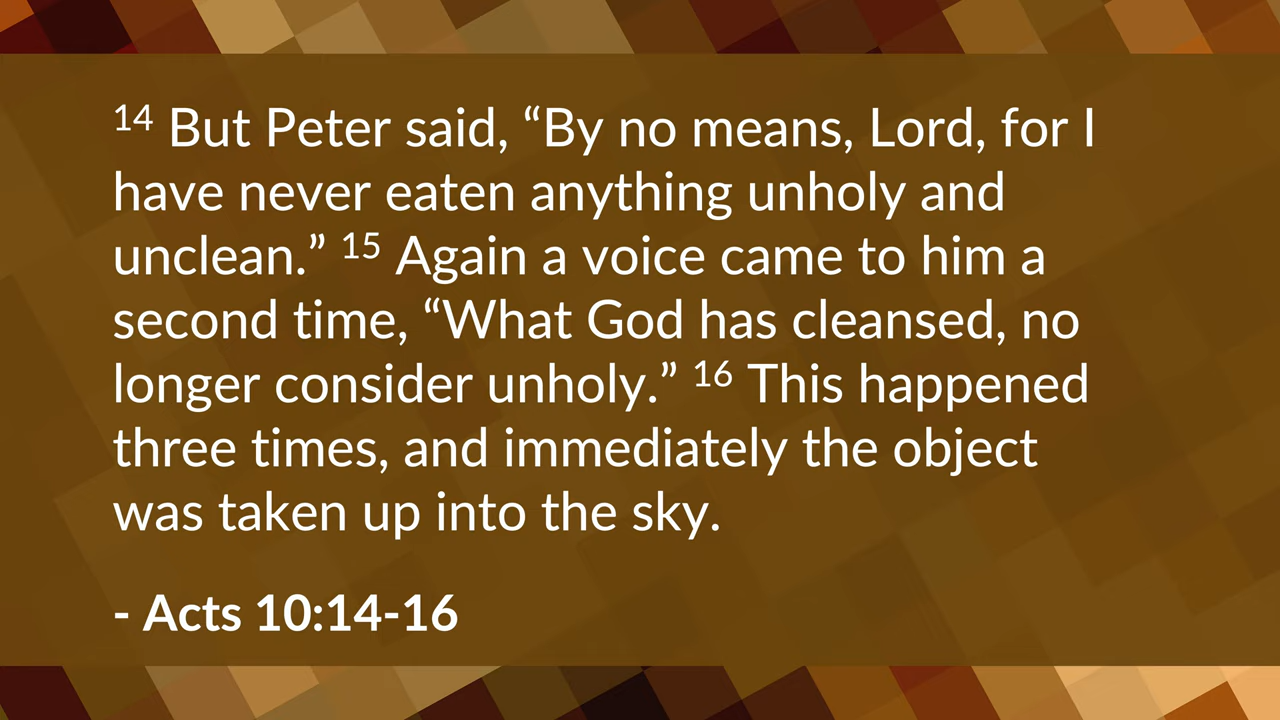 14 But Peter said, “By no means, Lord, for I
have never eaten anything unholy and
unclean.” 15 Again a voice came to him a
second time, “What God has cleansed, no
longer consider unholy.” 16 This happened
three times, and immediately the object
was taken up into the sky.
- Acts 10:14-16